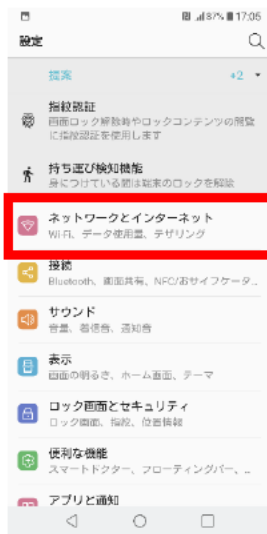 87% 17:05
設定
提案 +2
指紋認証
画面ロック解除時やロックコンテンツの閲覧
に指紋認証を使用します
持ち運び検知機能
身につけている間は端末のロックを解除
ネットワークとインターネット
Wi-Fi、データ使用量、テザリング
接続
Bluetooth、画面共有、NFC/おサイフケータ...
サウンド
音量、着信音、通知音
表示
画面の明るさ、ホーム画面、テーマ
ロック画面とセキュリティ
ロック画面、指紋、位置情報
便利な機能
スマートドクター、フローティングバー、...
アプリと通知